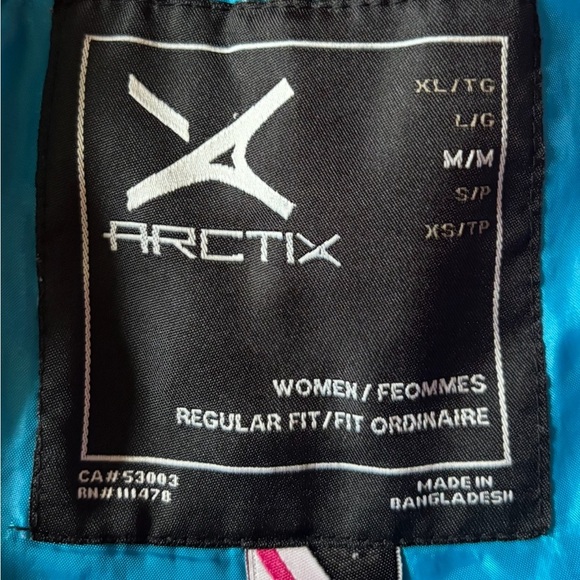 XL/TG
L/G
M/M
S/P
XS/TP
ARCTIX
WOMEN/FEOMMES
REGULAR FIT/FIT ORDINAIRE
CA#53003
RN#111478
MADE IN
BANGLADESH